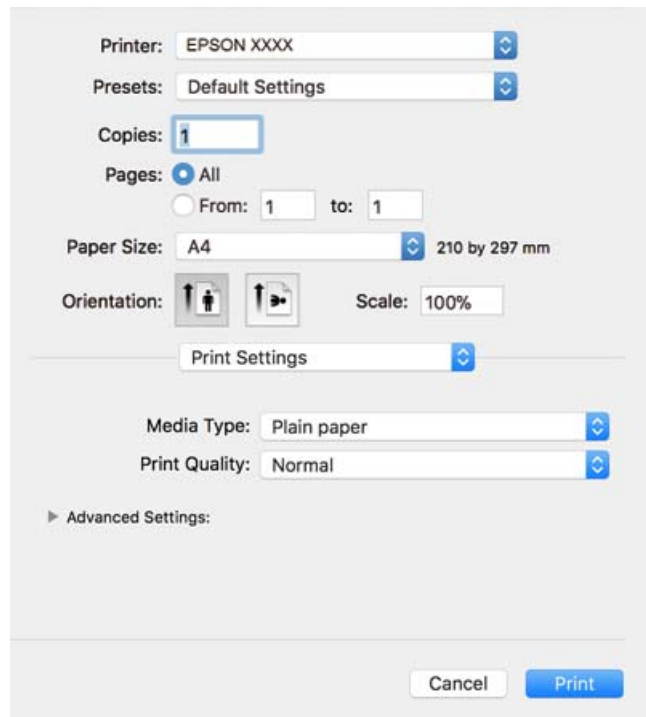 Printer: EPSON XXXX
Presets: Default Settings
Copies: 1
Pages: All
From: 1 to: 1
Paper Size: A4 210 by 297 mm
Orientation: Scale: 100%
Print Settings
Media Type: Plain paper
Print Quality: Normal
Advanced Settings:
Cancel Print